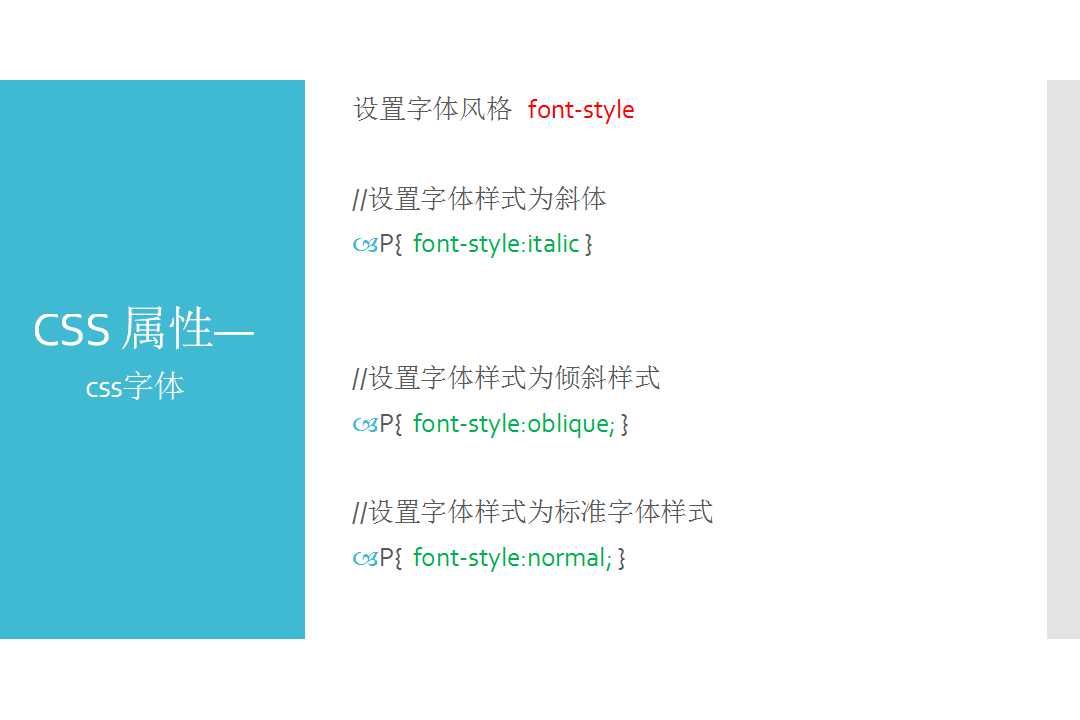 CSS 属性—
css字体
设置字体风格 font-style
//设置字体样式为斜体
P{ font-style:italic }
//设置字体样式为倾斜样式
P{ font-style:oblique; }
//设置字体样式为标准字体样式
P{ font-style:normal; }